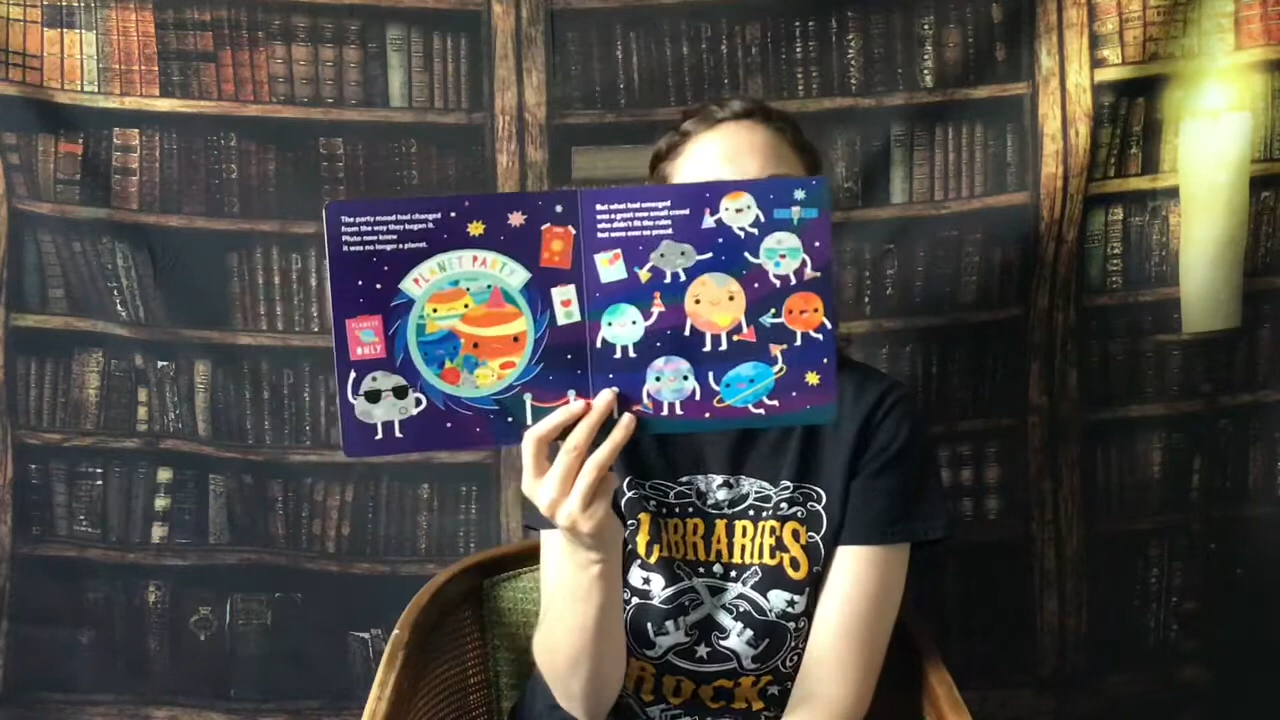 The party mood had changed
from the way they began it.
Pluto now knew
it was no longer a planet.
PLANET PARTY
PLANETS
ONLY
But what had emerged
was a great new small crowd
who didn't fit the rules
but were ever so proud.
LIBRARIES
ROCK